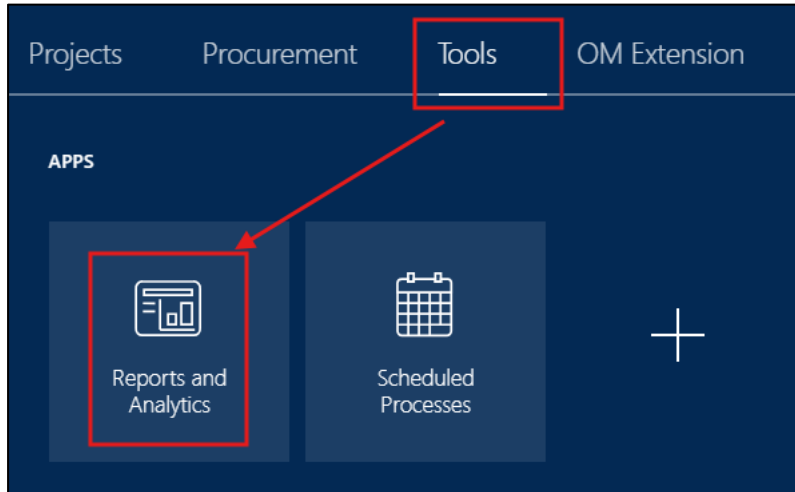 Projects Procurement Tools OM Extension
APPS
Reports and
Analytics
Scheduled
Processes